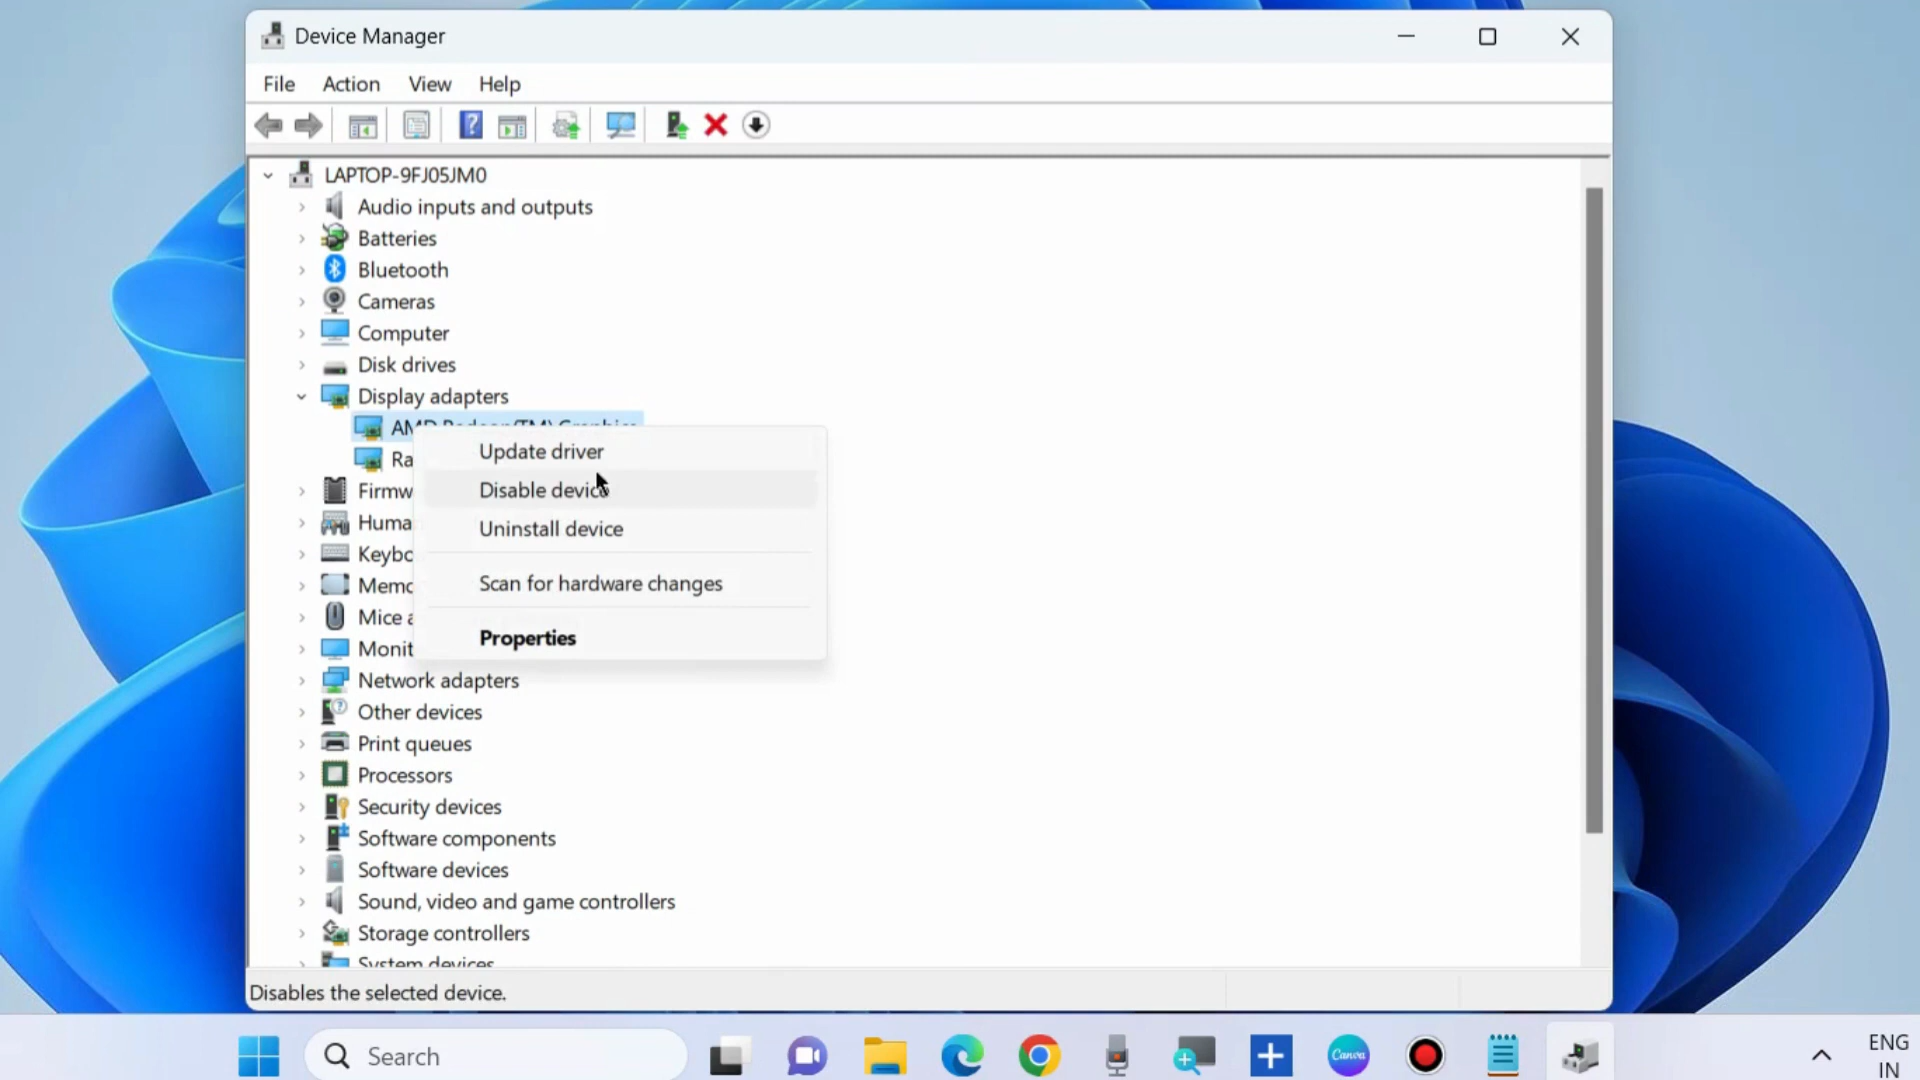 Device Manager
File Action View Help
LAPTOP-9FJ05JM0
Audio inputs and outputs
Batteries
Bluetooth
Cameras
Computer
Disk drives
Display adapters
AMD Radeon (TM) Graphics
Ra
Firmw
Huma
Keybo
Memo
Mice a
Monit
Update driver
Disable device
Uninstall device
Scan for hardware changes
Properties
Network adapters
Other devices
Print queues
Processors
Security devices
Software components
Software devices
Sound, video and game controllers
Storage controllers
System devices
Disables the selected device.
Search
Canva
ENG
IN